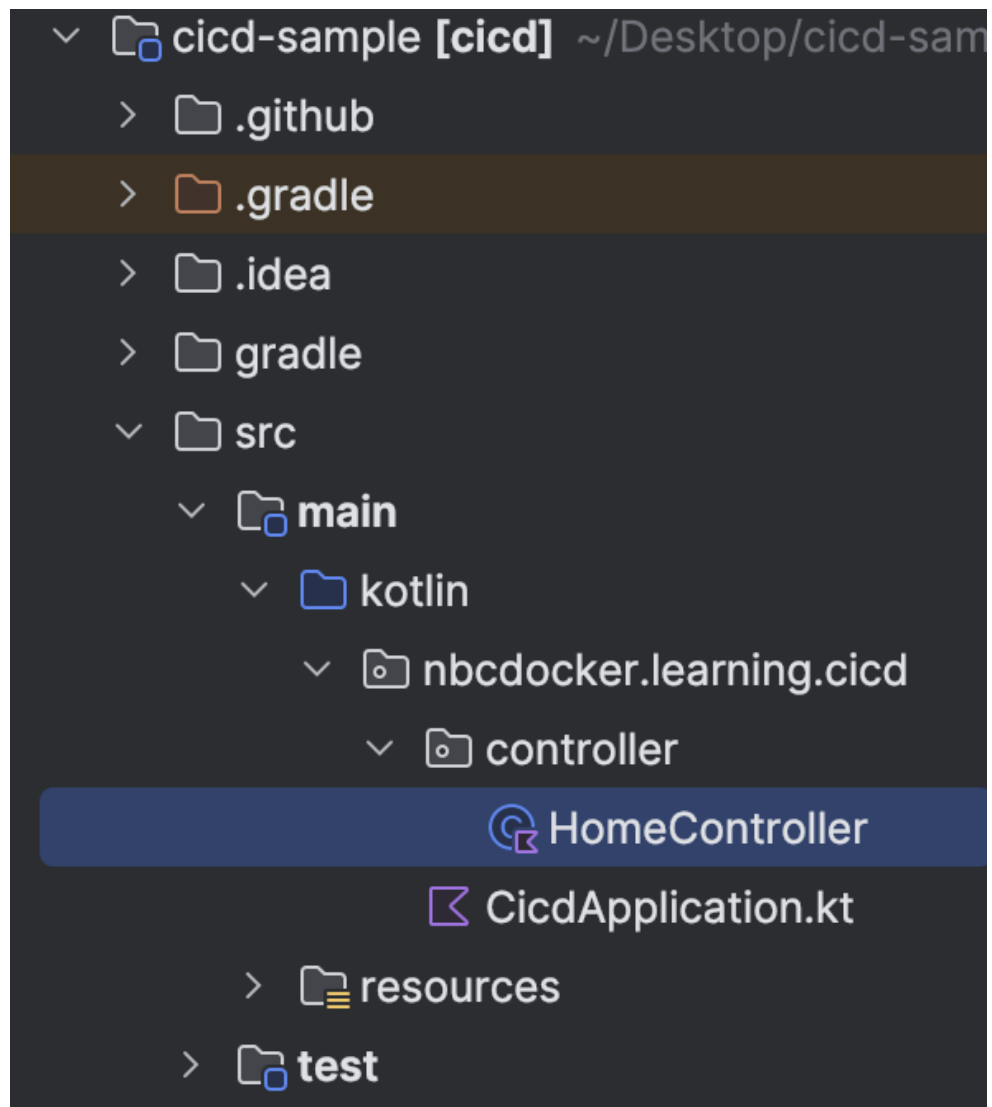 cicd-sample [cicd] ~/Desktop/cicd-sam
.github
.gradle
.idea
gradle
src
main
kotlin
nbcdocker.learning.cicd
controller
HomeController
CicdApplication.kt
resources
test